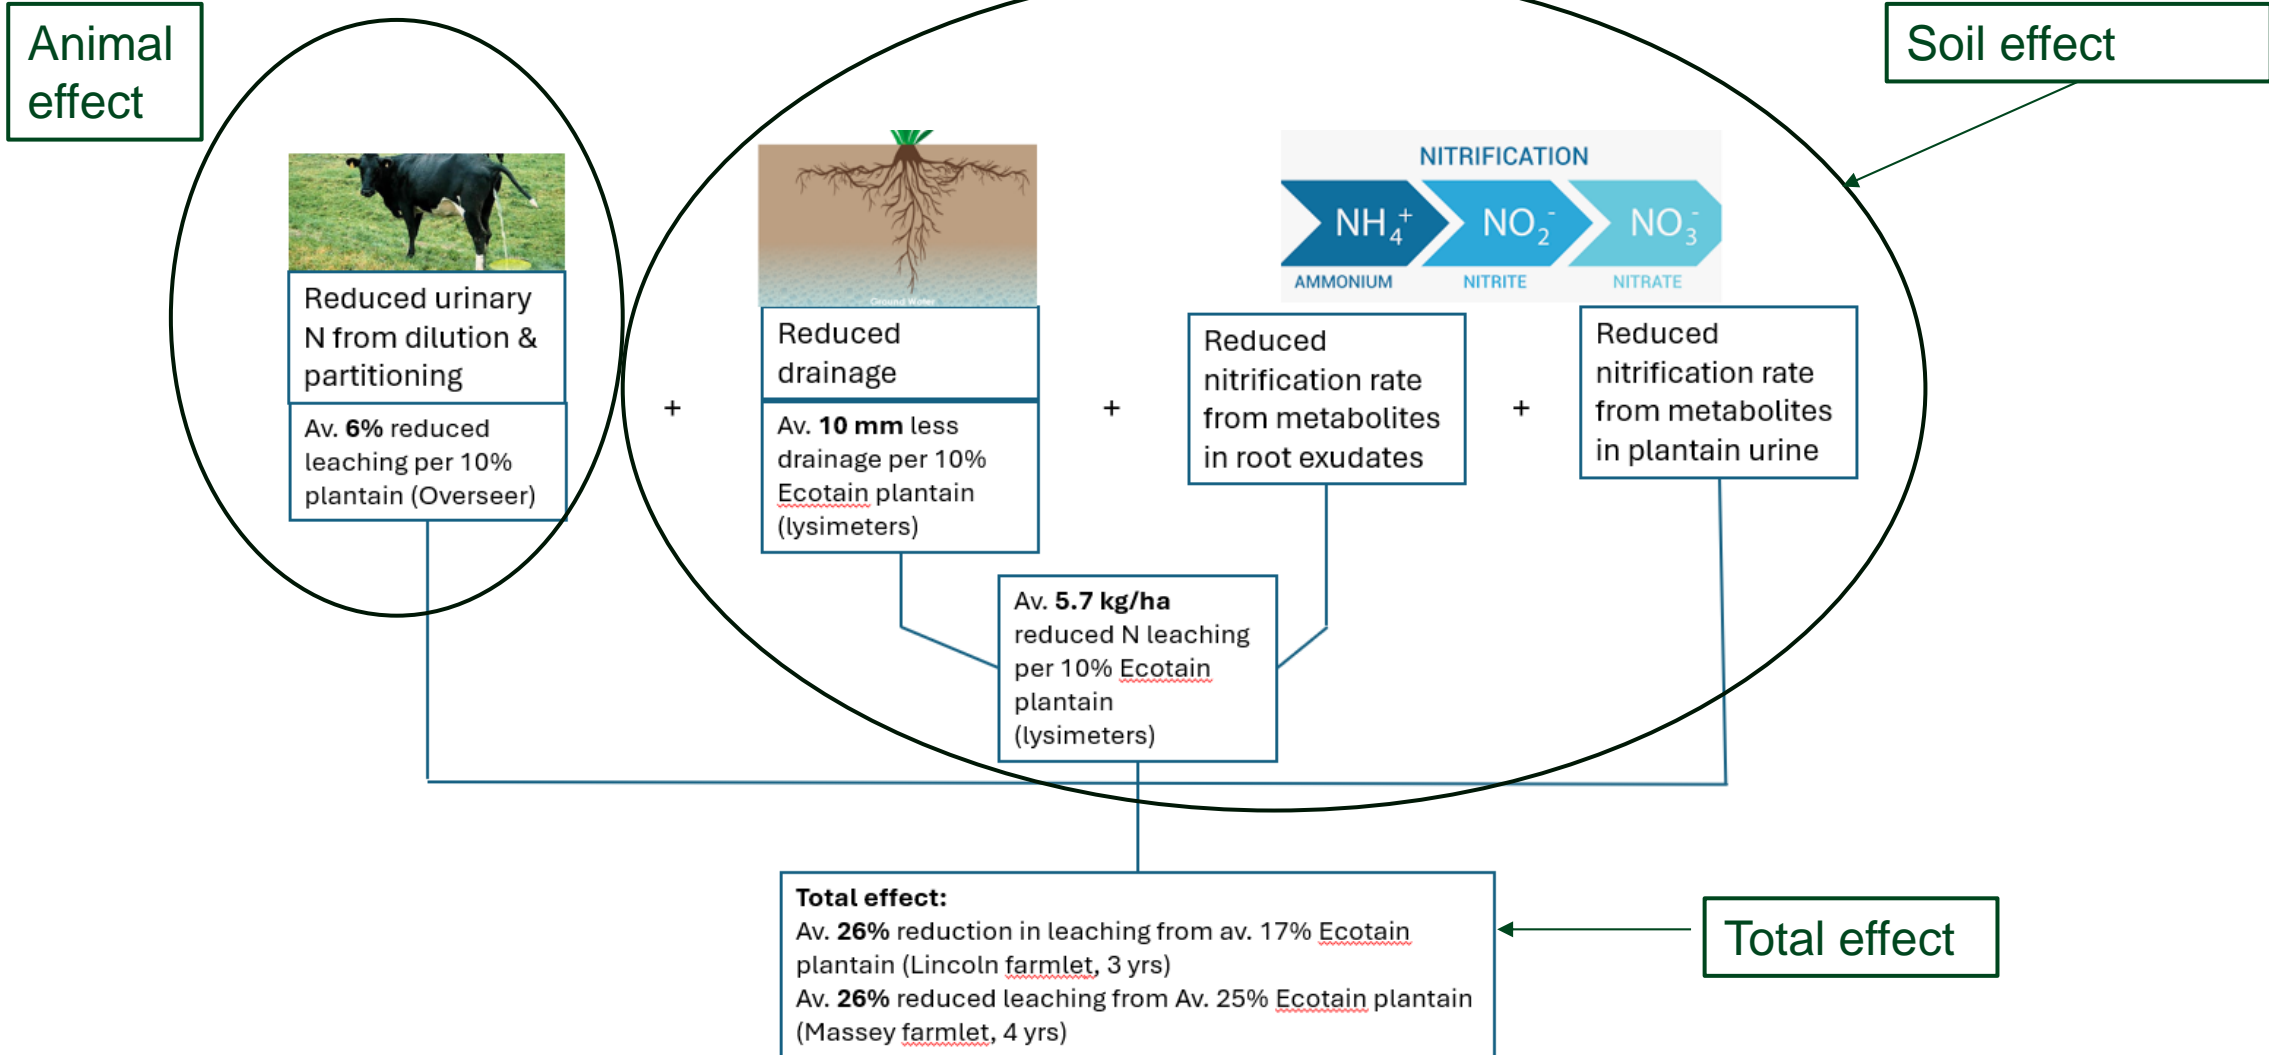 Animal
effect
Soil effect
Reduced urinary
N from dilution &
partitioning
Av. 6% reduced
leaching per 10%
plantain (Overseer)
+
Ground Water
Reduced
drainage
Av. 10 mm less
drainage per 10%
Ecotain plantain
(lysimeters)
+
NITRIFICATION
NH4+
NO2-
NO3-
AMMONIUM
NITRITE
NITRATE
Reduced
nitrification rate
from metabolites
in root exudates
+
Reduced
nitrification rate
from metabolites
in plantain urine
Av. 5.7 kg/ha
reduced N leaching
per 10% Ecotain
plantain
(lysimeters)
Total effect:
Av. 26% reduction in leaching from av. 17% Ecotain
plantain (Lincoln farmlet, 3 yrs)
Av. 26% reduced leaching from Av. 25% Ecotain plantain
(Massey farmlet, 4 yrs)
Total effect